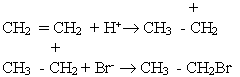 +
CH₂ = CH₂ + H⁺ → CH₃ - CH₂
+
CH₃ - CH₂ + Br⁻ → CH₃ - CH₂Br